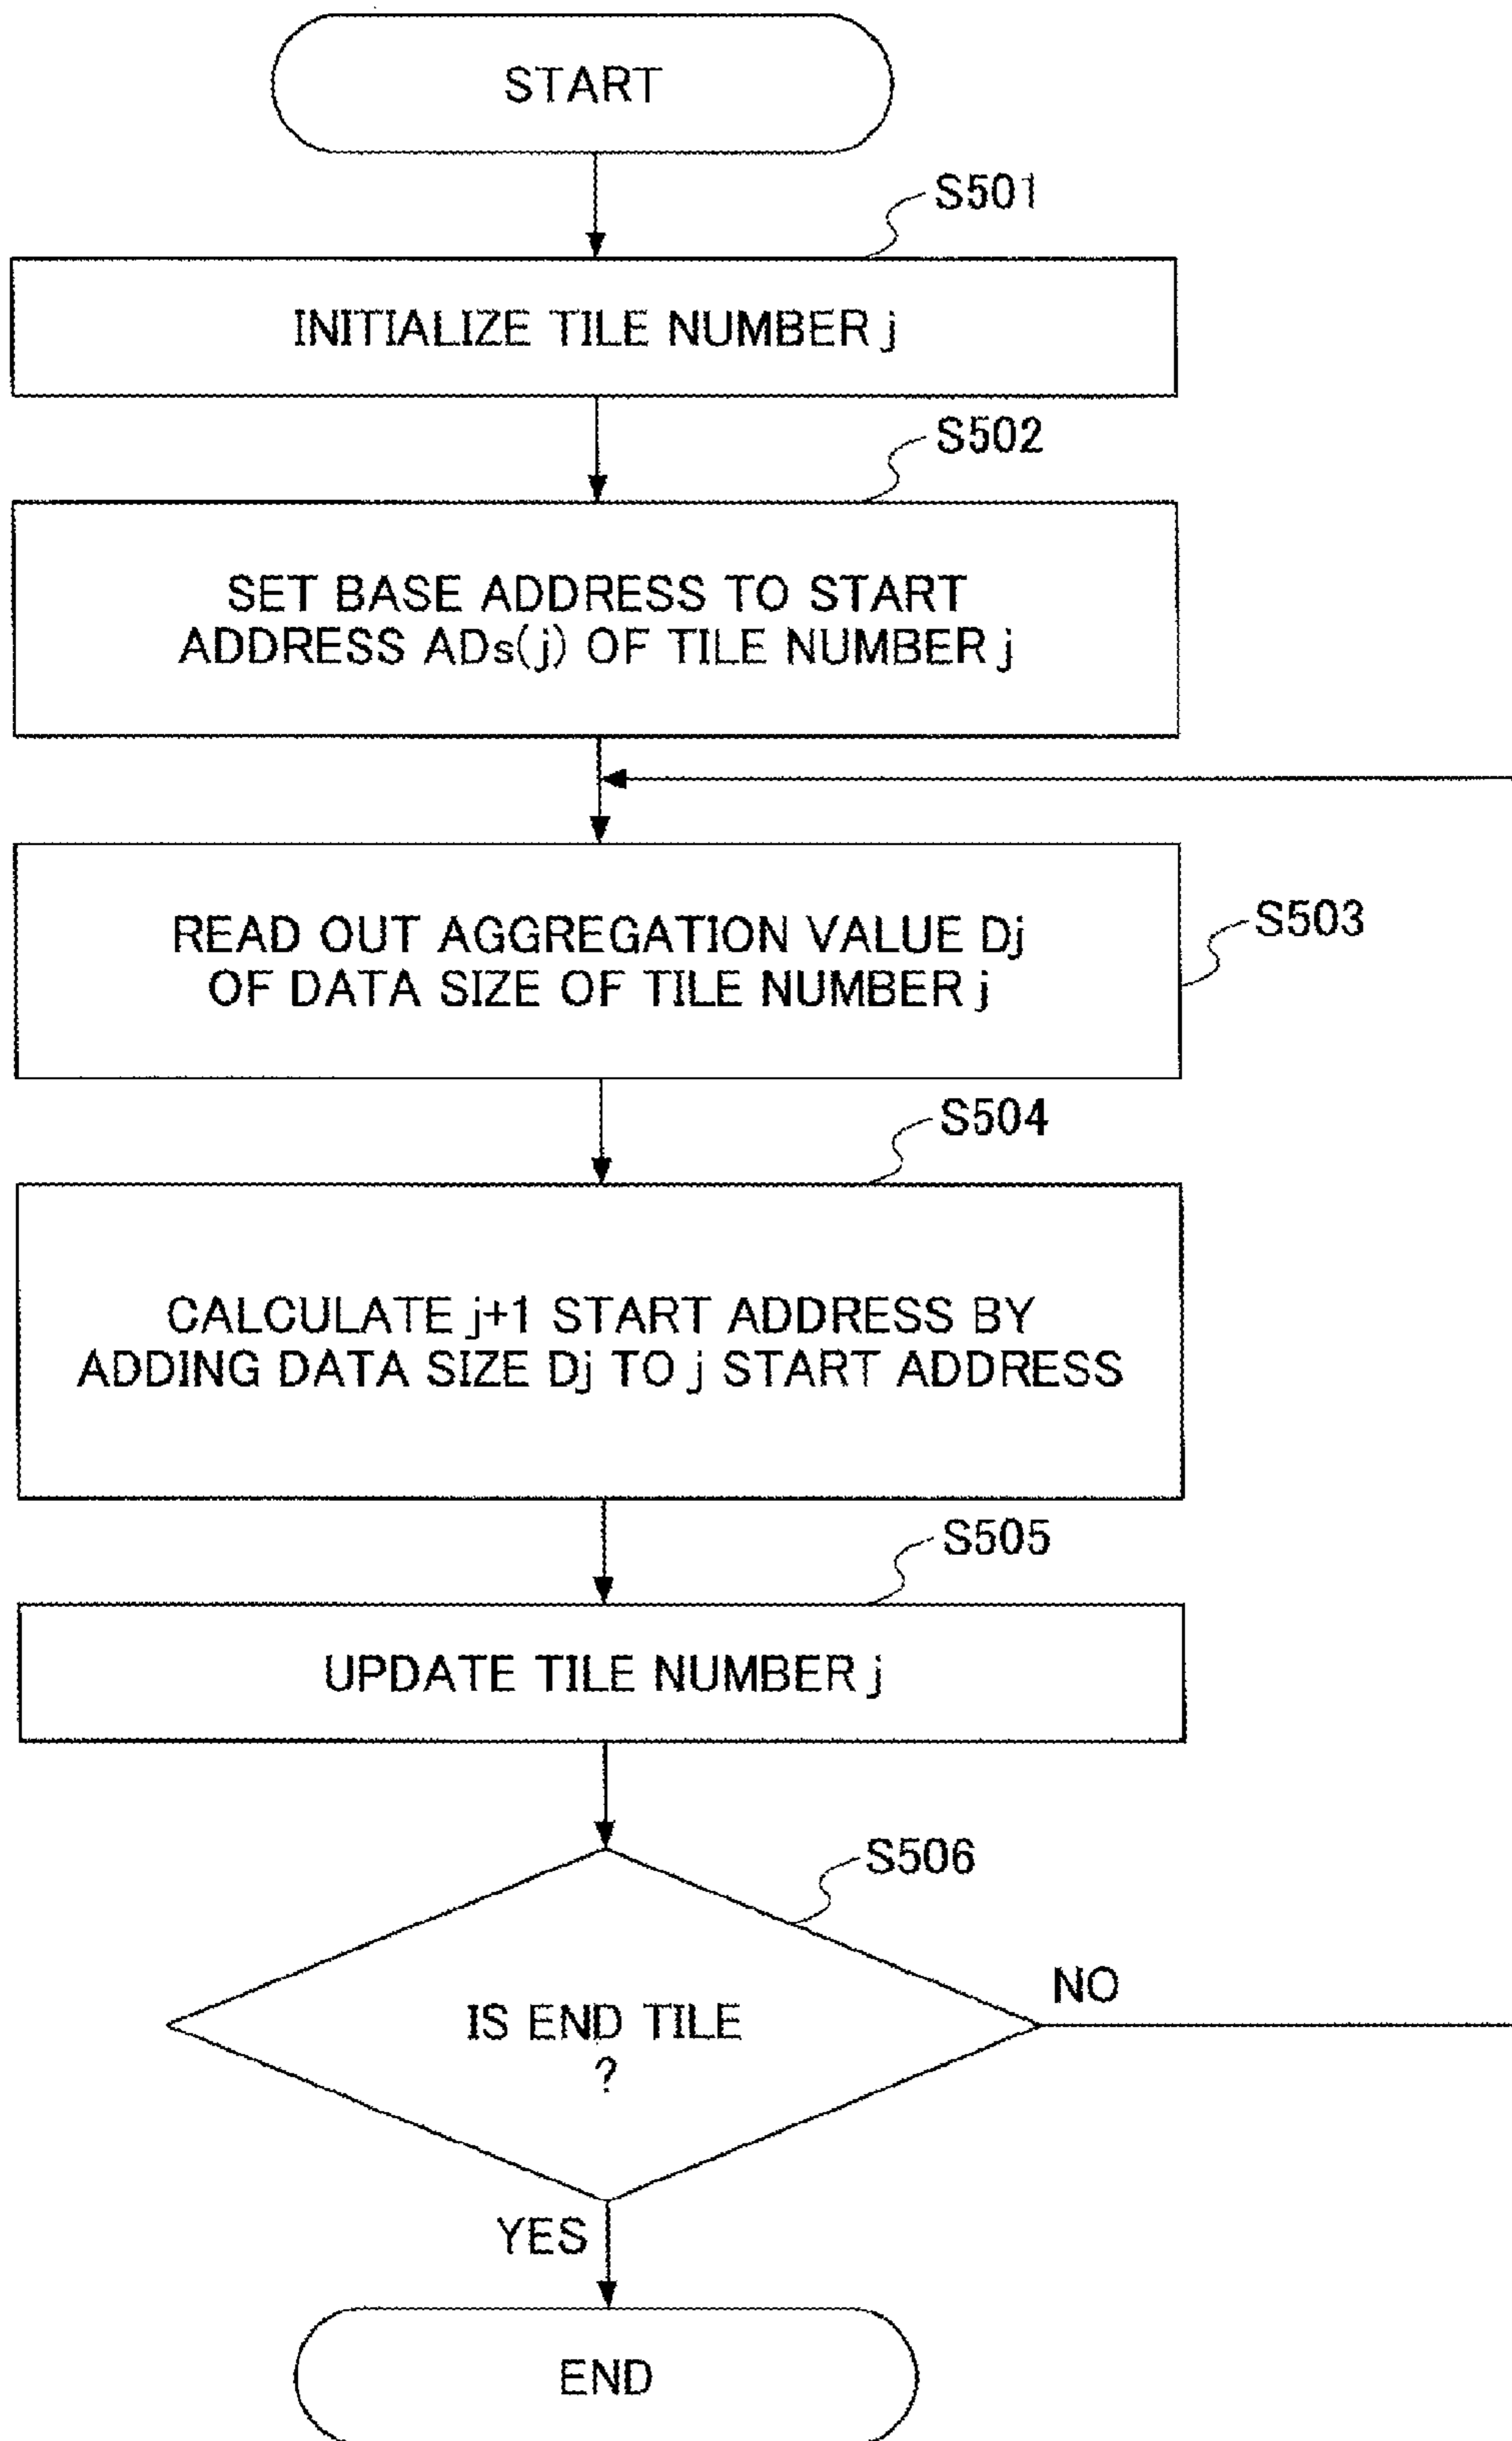 START
S501
INITIALIZE TILE NUMBER j
S502
SET BASE ADDRESS TO START
ADDRESS ADs(j) OF TILE NUMBER j
READ OUT AGGREGATION VALUE Dj
OF DATA SIZE OF TILE NUMBER j
S503
S504
CALCULATE j+1 START ADDRESS BY
ADDING DATA SIZE Dj TO j START ADDRESS
S505
UPDATE TILE NUMBER j
S506
IS END TILE
?
NO
YES
END